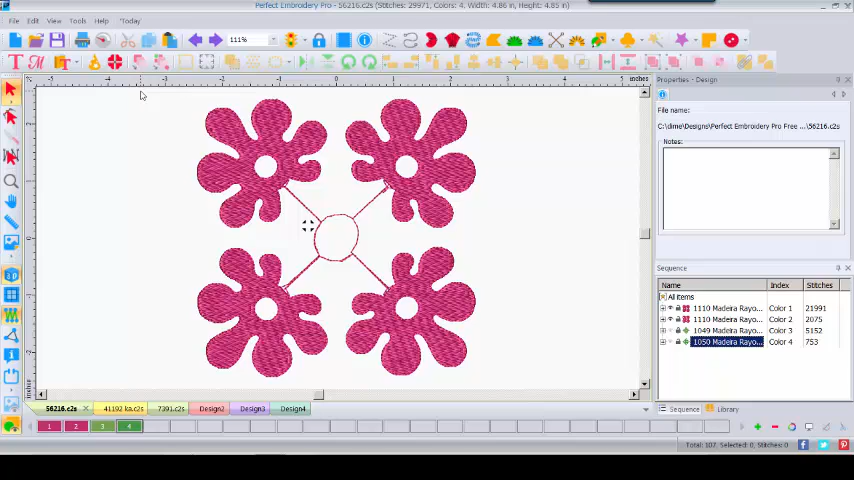 Perfect Embroidery Pro - 56216.c2s (Stitches: 29971, Colors: 4, Width: 4.86 in, Height: 4.85 in)
File Edit View Tools Help 'Today
111%
Properties - Design
inches
File name:
C:\dime\Designs\Perfect Embroidery Pro Free ...\56216.c2s
Notes:
Sequence
Name Index Stitches
All items
1110 Madeira Rayo... Color 1 21991
1110 Madeira Rayo... Color 2 2075
1049 Madeira Rayo... Color 3 5152
1050 Madeira Rayo... Color 4 753
56216.c2s 41192 ka.c2s 7391.c2s Design2 Design3 Design4
Sequence Library
1 2 3 4
Total: 107, Selected: 0, Stitches: 0